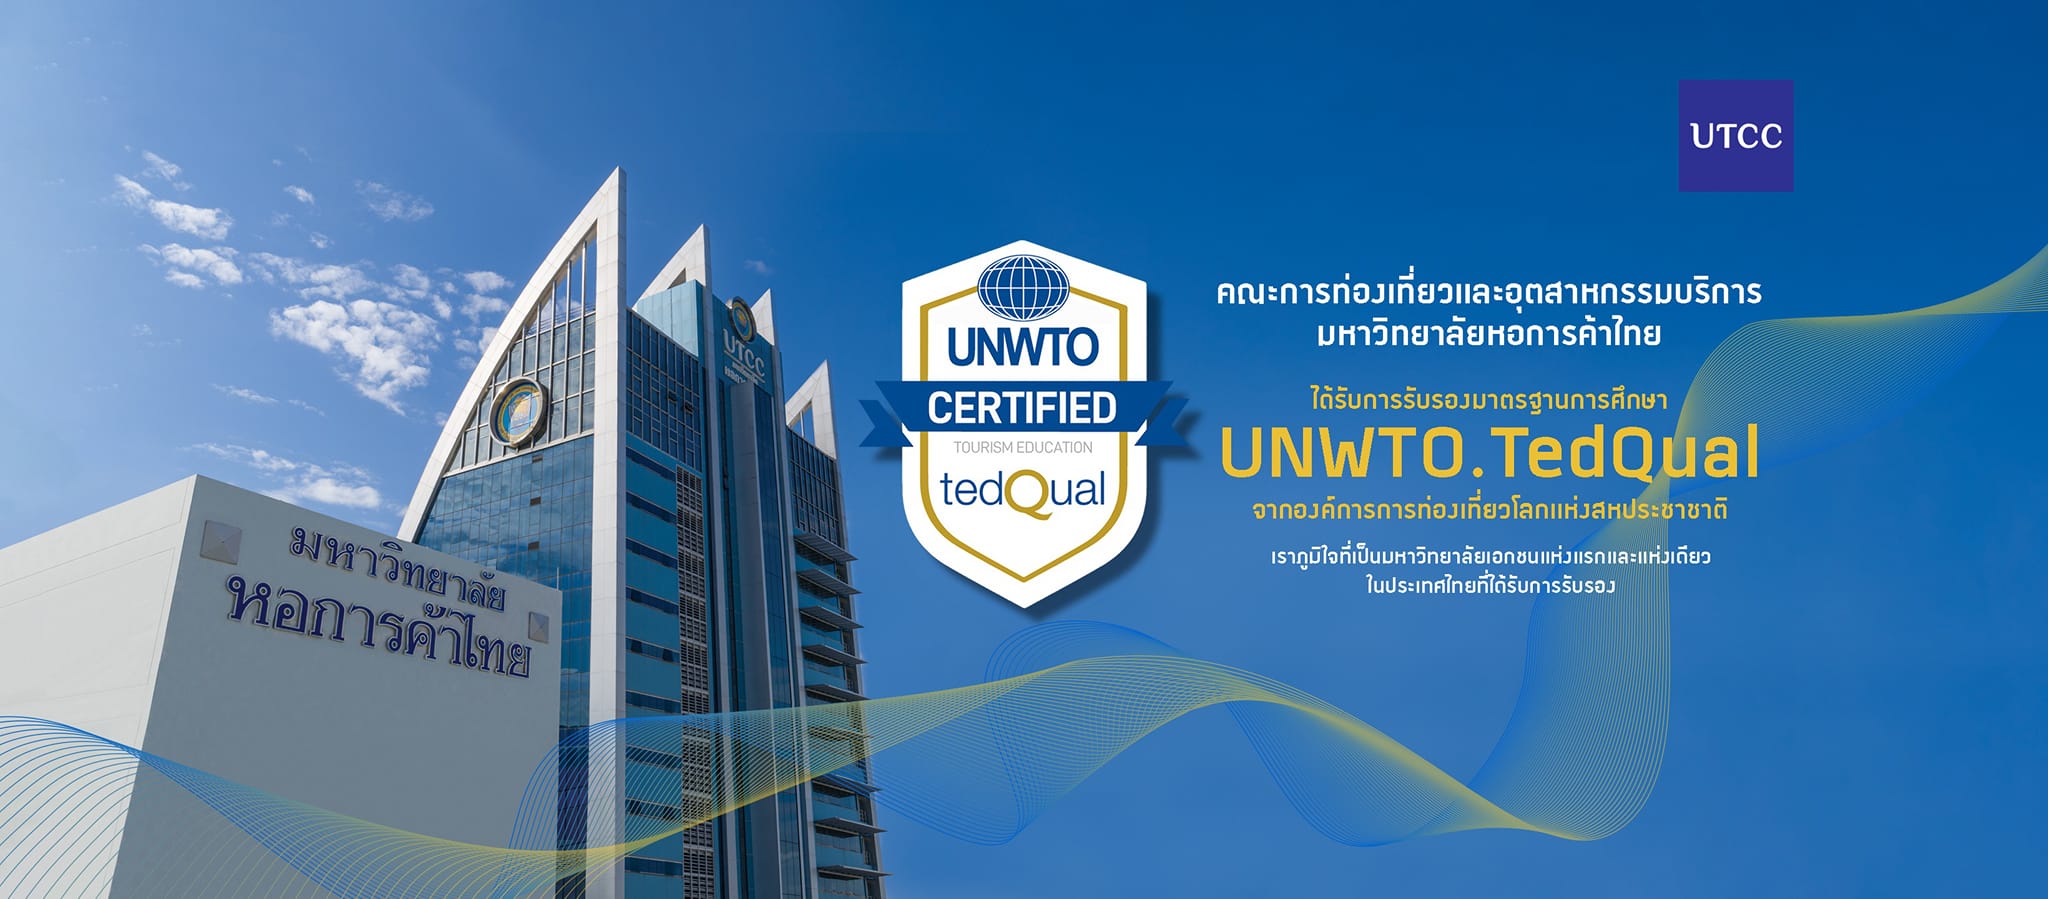 UTCC
คณะการท่องเที่ยวและอุตสาหกรรมบริการ
มหาวิทยาลัยหอการค้าไทย
ได้รับการรับรองมาตรฐานการศึกษา
UNWTO.TedQual
จากองค์การการท่องเที่ยวโลกแห่งสหประชาชาติ
เราภูมิใจที่เป็นมหาวิทยาลัยเอกชนแห่งแรกและแห่งเดียว
ในประเทศไทยที่ได้รับการรับรอง
UNWTO
CERTIFIED
TOURISM EDUCATION
tedQual
UTCC
มหาวิทยาลัย
หอการค้าไทย